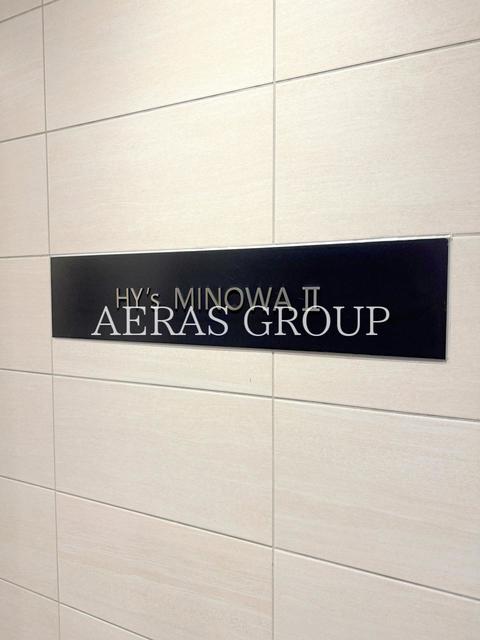 HY's MINOWA Ⅱ
AERAS GROUP